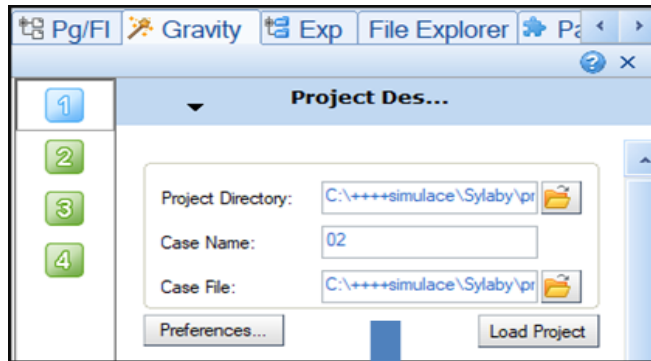 Pg/Fl Gravity Exp File Explorer Pa
1 Project Des...
2
3 Project Directory: C:\++++simulace\Sylaby\pr
Case Name: 02
4 Case File: C:\++++simulace\Sylaby\pr
Preferences... Load Project